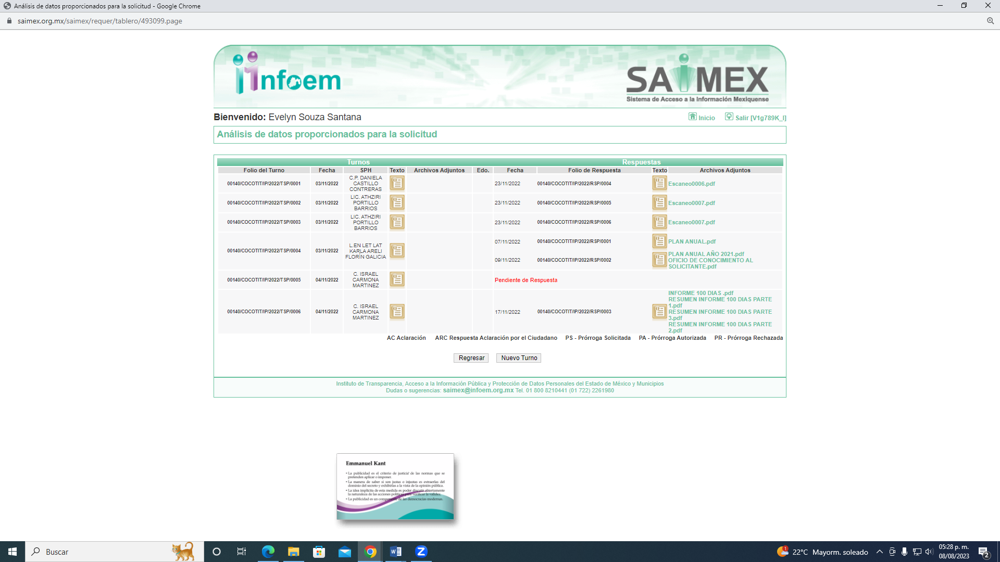 Análisis de datos proporcionados para la solicitud - Google Chrome
saimex.org.mx/saimex/requer/tablero/493099.page
infoem
SAIMEX
Sistema de Acceso a la Información Mexiquense
Bienvenido: Evelyn Souza Santana
Inicio Salir [V1g789K_I]
Análisis de datos proporcionados para la solicitud
Turnos Respuestas
Folio del Turno Fecha SPH Texto Archivos Adjuntos Edo. Fecha Folio de Respuesta Texto Archivos Adjuntos
00140/COCOTIT/IP/2022/TSP/0001 03/11/2022 C.P. DANIELA CASTILLO CONTRERAS 23/11/2022 00140/COCOTIT/IP/2022/RSP/0004 Escaneo0006.pdf
00140/COCOTIT/IP/2022/TSP/0002 03/11/2022 LIC. ATHZIRI PORTILLO BARRIOS 23/11/2022 00140/COCOTIT/IP/2022/RSP/0005 Escaneo0007.pdf
00140/COCOTIT/IP/2022/TSP/0003 03/11/2022 LIC. ATHZIRI PORTILLO BARRIOS 23/11/2022 00140/COCOTIT/IP/2022/RSP/0006 Escaneo0007.pdf
00140/COCOTIT/IP/2022/TSP/0004 03/11/2022 L.EN LET LAT KARLA ARELI FLORÍN GALICIA
07/11/2022 00140/COCOTIT/IP/2022/RSP/0001 PLAN ANUAL.pdf
09/11/2022 00140/COCOTIT/IP/2022/RSP/0002 PLAN ANUAL AÑO 2021.pdf
OFICIO DE CONOCIMIENTO AL
SOLICITANTE.pdf
00140/COCOTIT/IP/2022/TSP/0005 04/11/2022 C. ISRAEL CARMONA MARTINEZ Pendiente de Respuesta
00140/COCOTIT/IP/2022/TSP/0006 04/11/2022 C. ISRAEL CARMONA MARTINEZ 17/11/2022 00140/COCOTIT/IP/2022/RSP/0003
INFORME 100 DIAS .pdf
RESUMEN INFORME 100 DIAS PARTE
1.pdf
RESUMEN INFORME 100 DIAS PARTE
3.pdf
RESUMEN INFORME 100 DIAS PARTE
2.pdf
AC Aclaración ARC Respuesta Aclaración por el Ciudadano PS - Prórroga Solicitada PA - Prórroga Autorizada PR - Prórroga Rechazada
Regresar Nuevo Turno
Instituto de Transparencia, Acceso a la Información Pública y Protección de Datos Personales del Estado de México y Municipios
Dudas o sugerencias: saimex@infoem.org.mx Tel. 01 800 8210441 (01 722) 2261980
Emmanuel Kant
• La publicidad es el criterio de justicia de las normas que se
pretenden aplicar o imponer.
• La manera de saber si son justas o injustas es extraerlas del
dominio del secreto y exhibirlas a la vista de la opinión pública.
• La idea implícita de esta medida es poder discutir abiertamente
la naturaleza de las acciones políticas para verificar la validez.
• La publicidad es un componente de las democracias modernas.
Buscar
1
22°C Mayorm. soleado
05:28 p. m.
08/08/2023
2